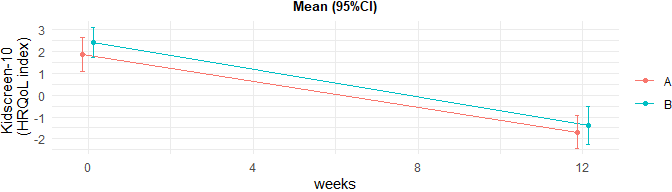 Mean (95%CI)
Kidscreen-10
(HRQoL index)
3
2
1
0
-1
-2
0
4
8
12
weeks
A
B